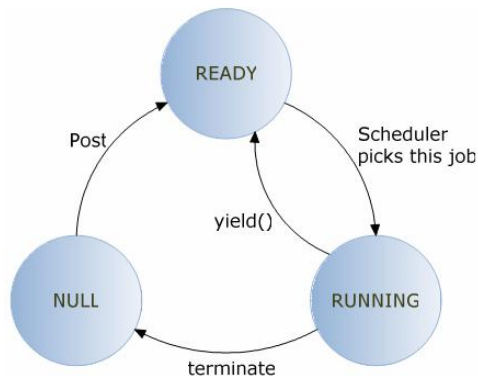 READY
Post
Scheduler
picks this job
yield()
NULL
RUNNING
terminate